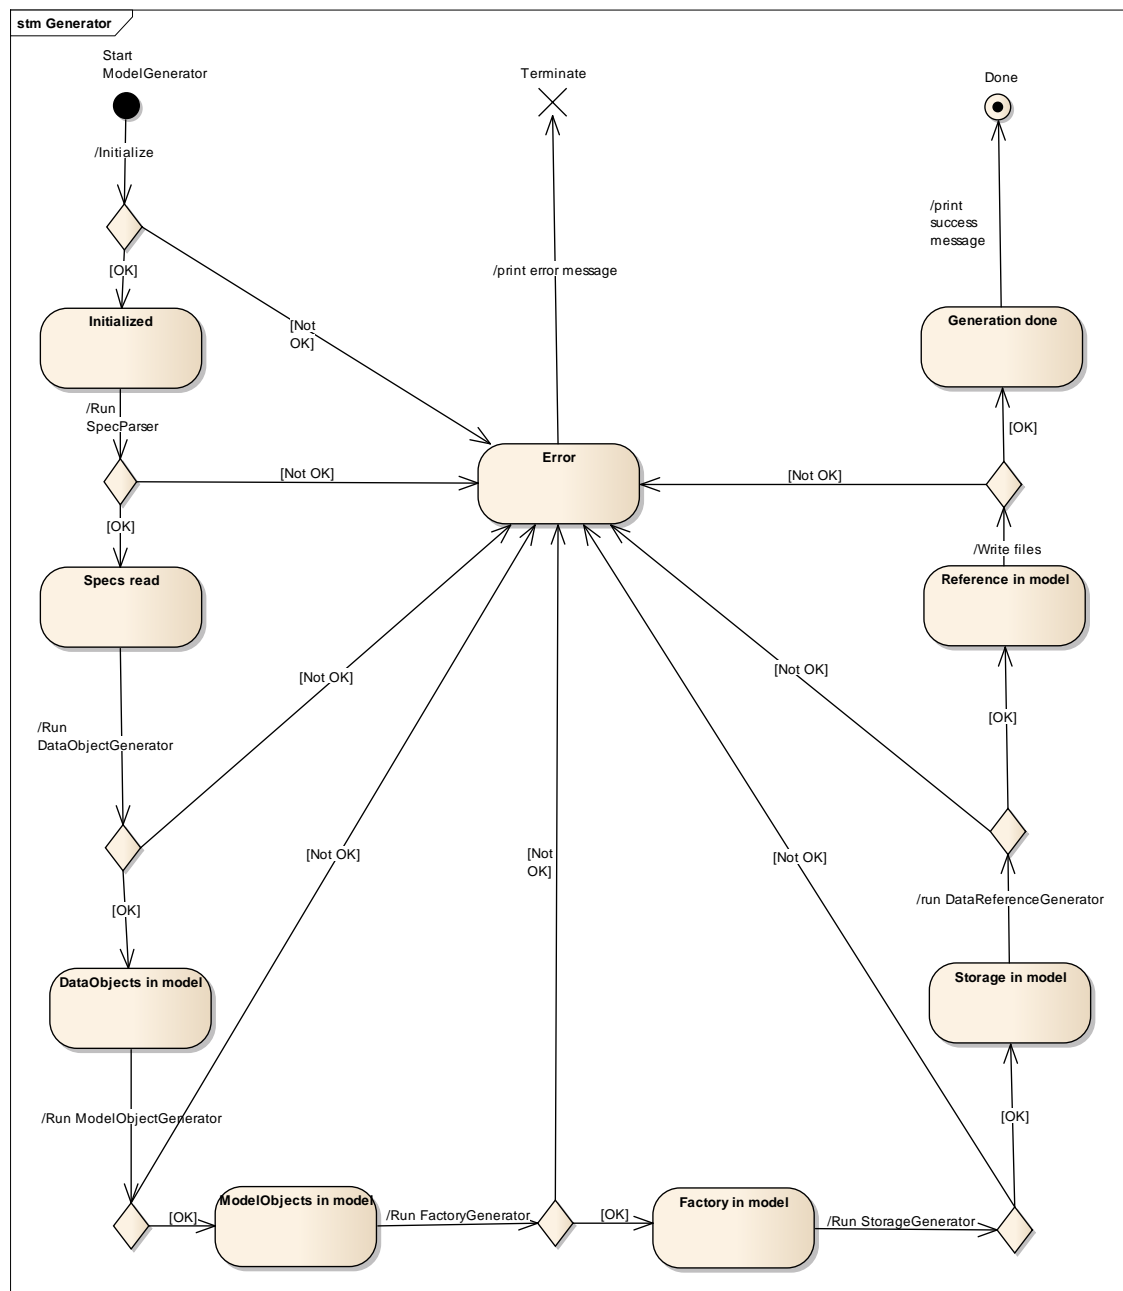 stm Generator
Start
ModelGenerator
Terminate
Done
/Initialize
/print
success
message
[OK]
/print error message
Initialized
[Not
OK]
Generation done
/Run
SpecParser
[OK]
Error
[Not OK]
[Not OK]
[OK]
/Write files
Specs read
Reference in model
[Not OK]
[Not OK]
[OK]
/Run
DataObjectGenerator
[Not OK]
[Not
OK]
[Not OK]
/run DataReferenceGenerator
[OK]
DataObjects in model
Storage in model
/Run ModelObjectGenerator
[OK]
ModelObjects in model
Factory in model
[OK]
/Run FactoryGenerator
[OK]
/Run StorageGenerator